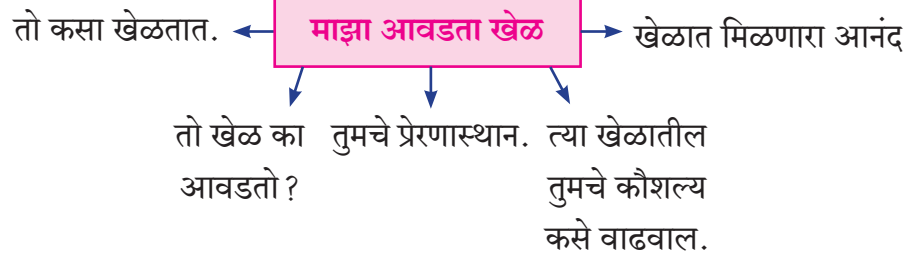 तो कसा खेळतात.
माझा आवडता खेळ
खेळात मिळणारा आनंद
तो खेळ का
आवडतो?
तुमचे प्रेरणास्थान.
त्या खेळातील
तुमचे कौशल्य
कसे वाढवाल.